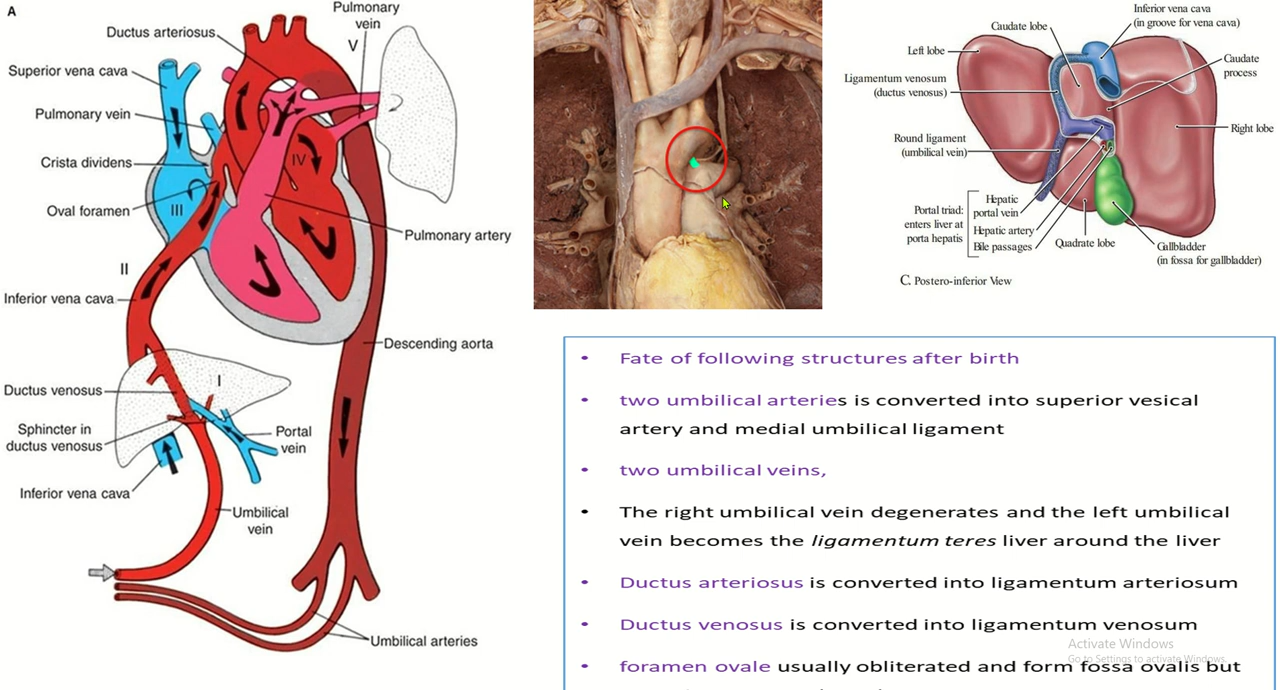 A
Pulmonary
vein
V
Ductus arteriosus
Superior vena cava
Pulmonary vein
Crista dividens
Oval foramen
III
IV
Pulmonary artery
II
Inferior vena cava
Descending aorta
Ductus venosus
I
Sphincter in
ductus venosus
Portal
vein
Inferior vena cava
Umbilical
vein
Umbilical arteries
Inferior vena cava
(in groove for vena cava)
Caudate lobe
Left lobe
Caudate
process
Ligamentum venosum
(ductus venosus)
Right lobe
Round ligament
(umbilical vein)
Portal triad:
enters liver at
porta hepatis
Hepatic
portal vein
Hepatic artery
Bile passages
Quadrate lobe
Gallbladder
(in fossa for gallbladder)
C. Postero-inferior View
• Fate of following structures after birth
• two umbilical arteries is converted into superior vesical
artery and medial umbilical ligament
• two umbilical veins,
• The right umbilical vein degenerates and the left umbilical
vein becomes the ligamentum teres liver around the liver
• Ductus arteriosus is converted into ligamentum arteriosum
• Ductus venosus is converted into ligamentum venosum
Activate Windows
Go to Settings to activate Windows.
• foramen ovale usually obliterated and form fossa ovalis but